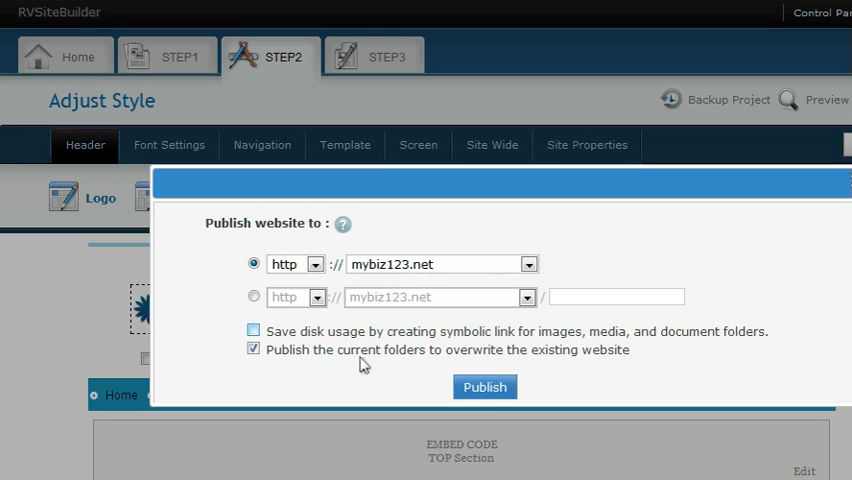 RVSiteBuilder
Control Pa
Home
STEP1
STEP2
STEP3
Adjust Style
Backup Project
Preview
Header
Font Settings
Navigation
Template
Screen
Site Wide
Site Properties
Logo
Publish website to : ?
http :// mybiz123.net
http :// mybiz123.net /
Save disk usage by creating symbolic link for images, media, and document folders.
Publish the current folders to overwrite the existing website
Publish
Home
EMBED CODE
TOP Section
Edit